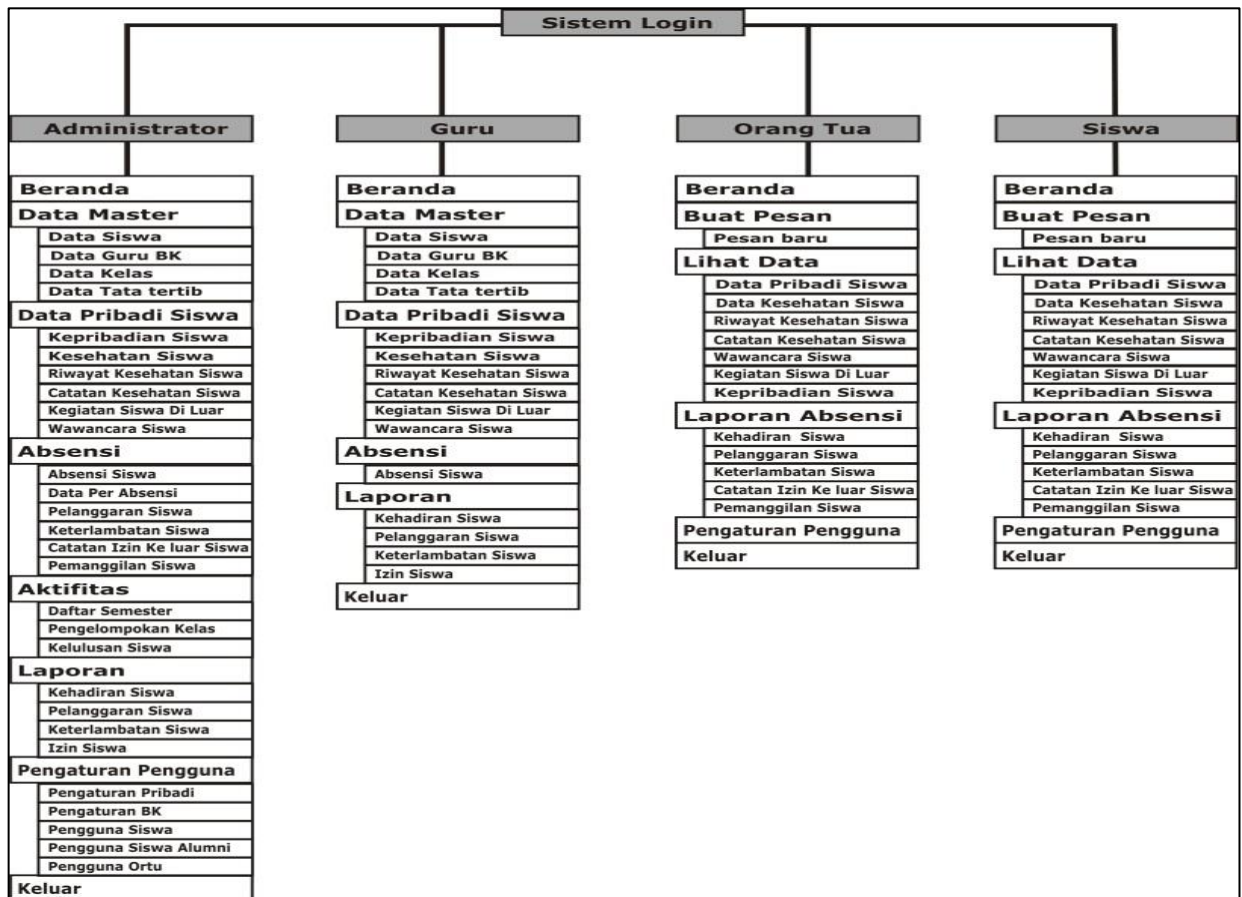 Sistem Login
Administrator
Beranda
Data Master
Data Siswa
Data Guru BK
Data Kelas
Data Tata tertib
Data Pribadi Siswa
Kepribadian Siswa
Kesehatan Siswa
Riwayat Kesehatan Siswa
Catatan Kesehatan Siswa
Kegiatan Siswa Di Luar
Wawancara Siswa
Absensi
Absensi Siswa
Data Per Absensi
Pelanggaran Siswa
Keterlambatan Siswa
Catatan Izin Ke luar Siswa
Pemanggilan Siswa
Aktifitas
Daftar Semester
Pengelompokan Kelas
Kelulusan Siswa
Laporan
Kehadiran Siswa
Pelanggaran Siswa
Keterlambatan Siswa
Izin Siswa
Pengaturan Pengguna
Pengaturan Pribadi
Pengaturan BK
Pengguna Siswa
Pengguna Siswa Alumni
Pengguna Ortu
Keluar
Guru
Beranda
Data Master
Data Siswa
Data Guru BK
Data Kelas
Data Tata tertib
Data Pribadi Siswa
Kepribadian Siswa
Kesehatan Siswa
Riwayat Kesehatan Siswa
Catatan Kesehatan Siswa
Kegiatan Siswa Di Luar
Wawancara Siswa
Absensi
Absensi Siswa
Laporan
Kehadiran Siswa
Pelanggaran Siswa
Keterlambatan Siswa
Izin Siswa
Keluar
Orang Tua
Beranda
Buat Pesan
Pesan baru
Lihat Data
Data Pribadi Siswa
Data Kesehatan Siswa
Riwayat Kesehatan Siswa
Catatan Kesehatan Siswa
Wawancara Siswa
Kegiatan Siswa Di Luar
Kepribadian Siswa
Laporan Absensi
Kehadiran Siswa
Pelanggaran Siswa
Keterlambatan Siswa
Catatan Izin Ke luar Siswa
Pemanggilan Siswa
Pengaturan Pengguna
Keluar
Siswa
Beranda
Buat Pesan
Pesan baru
Lihat Data
Data Pribadi Siswa
Data Kesehatan Siswa
Riwayat Kesehatan Siswa
Catatan Kesehatan Siswa
Wawancara Siswa
Kegiatan Siswa Di Luar
Kepribadian Siswa
Laporan Absensi
Kehadiran Siswa
Pelanggaran Siswa
Keterlambatan Siswa
Catatan Izin Ke luar Siswa
Pemanggilan Siswa
Pengaturan Pengguna
Keluar